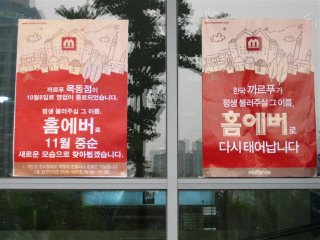 까르푸 목동점이
10월8일로 영업이 종료되었습니다.
평생 불러주실 그 이름,
홈에버로
11월 중순
새로운 모습으로 찾아뵙겠습니다.
한국 까르푸가
평생 불러주실 그 이름,
홈에버로
다시 태어납니다